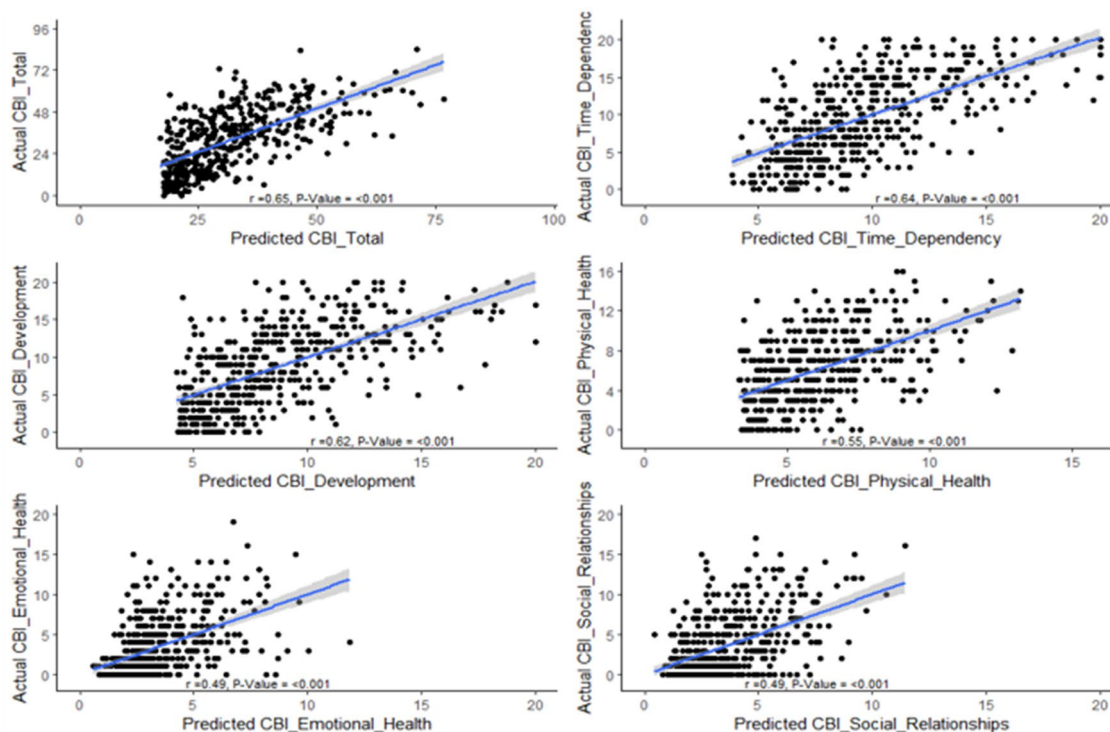 Actual CBI_Total
96
72
48
24
0
r =0.65, P-Value = <0.001
0 25 50 75 100
Predicted CBI_Total
Actual CBI_Time_Dependenc
20
15
10
5
0
r =0.64, P-Value = <0.001
0 5 10 15 20
Predicted CBI_Time_Dependency
Actual CBI_Development
20
15
10
5
0
r =0.62, P-Value = <0.001
0 5 10 15 20
Predicted CBI_Development
Actual CBI_Physical_Health
16
12
8
4
0
r =0.55, P-Value = <0.001
0 5 10 15
Predicted CBI_Physical_Health
Actual CBI_Emotional_Health
20
15
10
5
0
r =0.49, P-Value = <0.001
0 5 10 15 20
Predicted CBI_Emotional_Health
Actual CBI_Social_Relationships
20
15
10
5
0
r =0.49, P-Value = <0.001
0 5 10 15 20
Predicted CBI_Social_Relationships